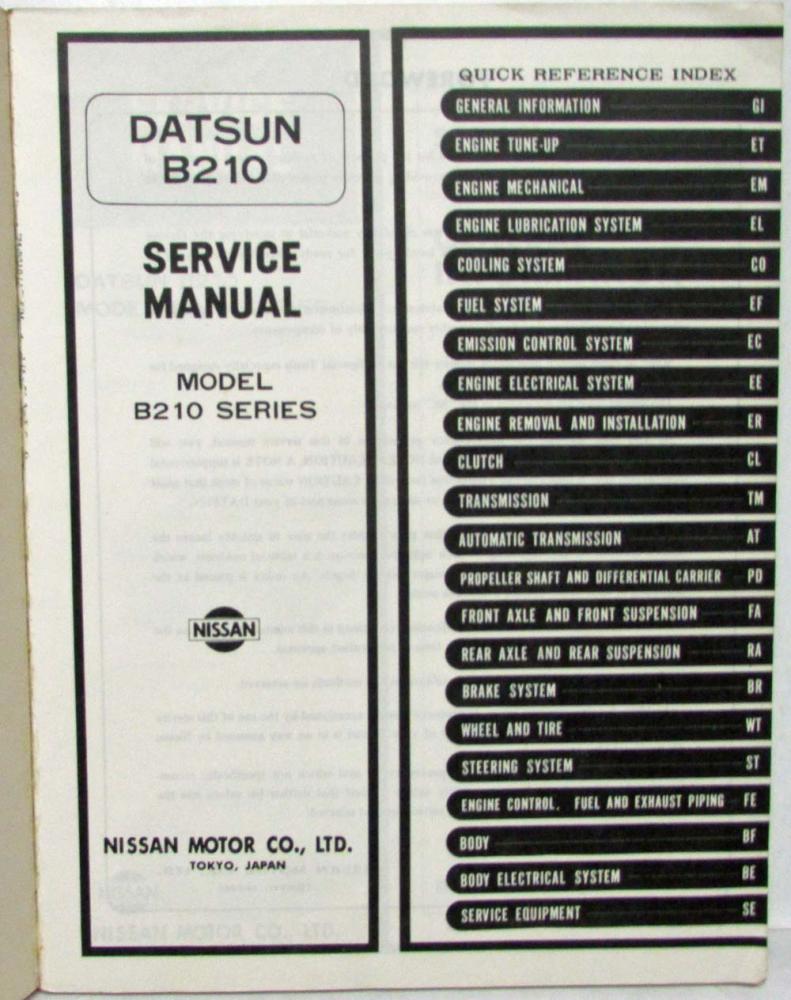 DATSUN
B210
SERVICE
MANUAL
MODEL
B210 SERIES
NISSAN
NISSAN MOTOR CO., LTD.
TOKYO, JAPAN
QUICK REFERENCE INDEX
GENERAL INFORMATION GI
ENGINE TUNE-UP ET
ENGINE MECHANICAL EM
ENGINE LUBRICATION SYSTEM EL
COOLING SYSTEM CO
FUEL SYSTEM EF
EMISSION CONTROL SYSTEM EC
ENGINE ELECTRICAL SYSTEM EE
ENGINE REMOVAL AND INSTALLATION ER
CLUTCH CL
TRANSMISSION TM
AUTOMATIC TRANSMISSION AT
PROPELLER SHAFT AND DIFFERENTIAL CARRIER PD
FRONT AXLE AND FRONT SUSPENSION FA
REAR AXLE AND REAR SUSPENSION RA
BRAKE SYSTEM BR
WHEEL AND TIRE WT
STEERING SYSTEM ST
ENGINE CONTROL, FUEL AND EXHAUST PIPING FE
BODY BF
BODY ELECTRICAL SYSTEM BE
SERVICE EQUIPMENT SE